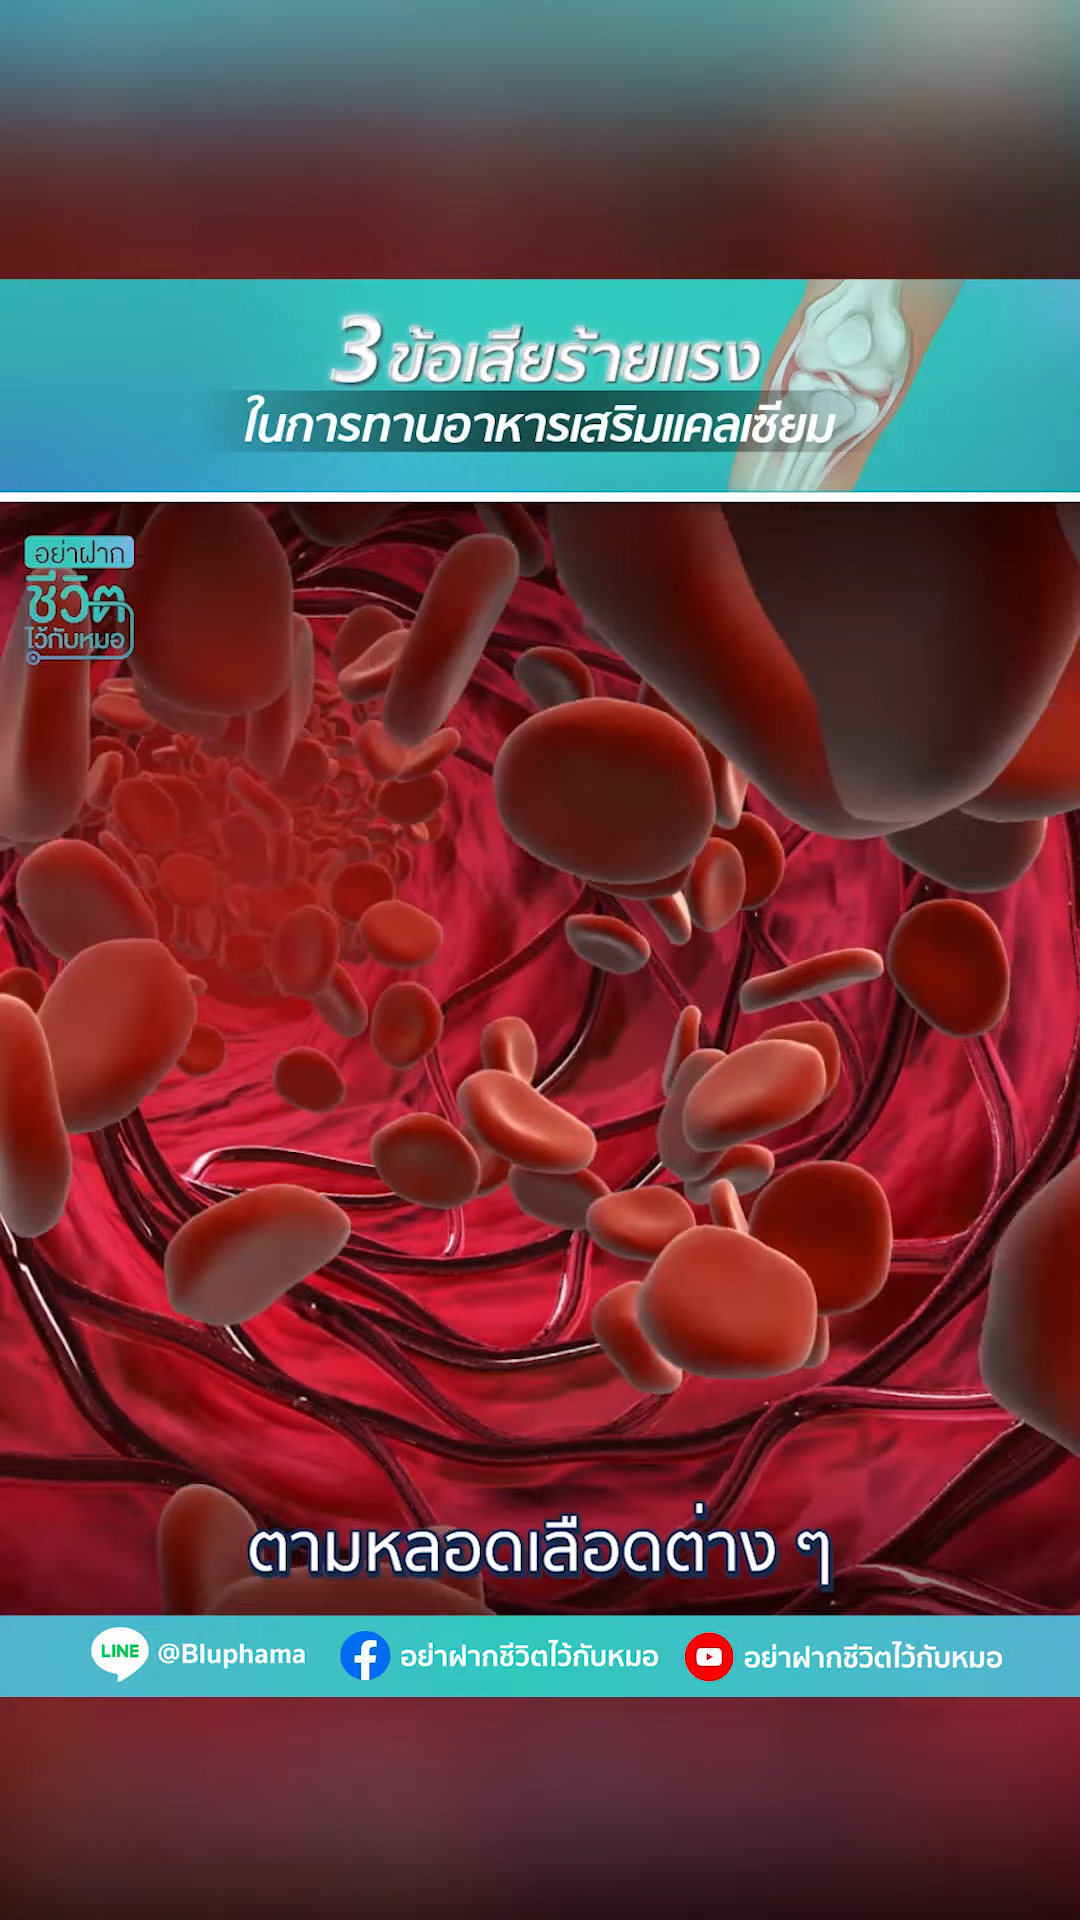 3 ข้อเสียร้ายแรง
ในการทานอาหารเสริมแคลเซียม
อย่าฝาก
ชีวิต
ไว้กับหมอ
ตามหลอดเลือดต่าง ๆ
LINE @Bluphama อย่าฝากชีวิตไว้กับหมอ อย่าฝากชีวิตไว้กับหมอ